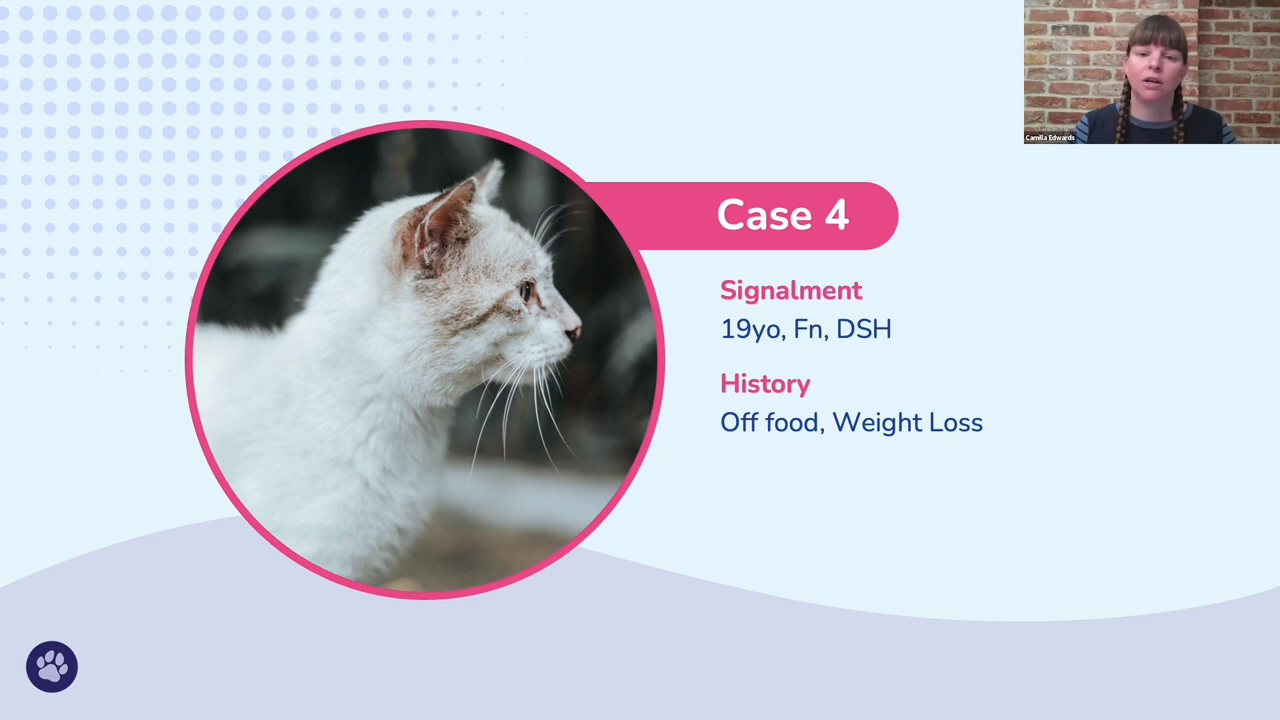 Camilla Edwards
Case 4
Signalment
19yo, Fn, DSH
History
Off food, Weight Loss